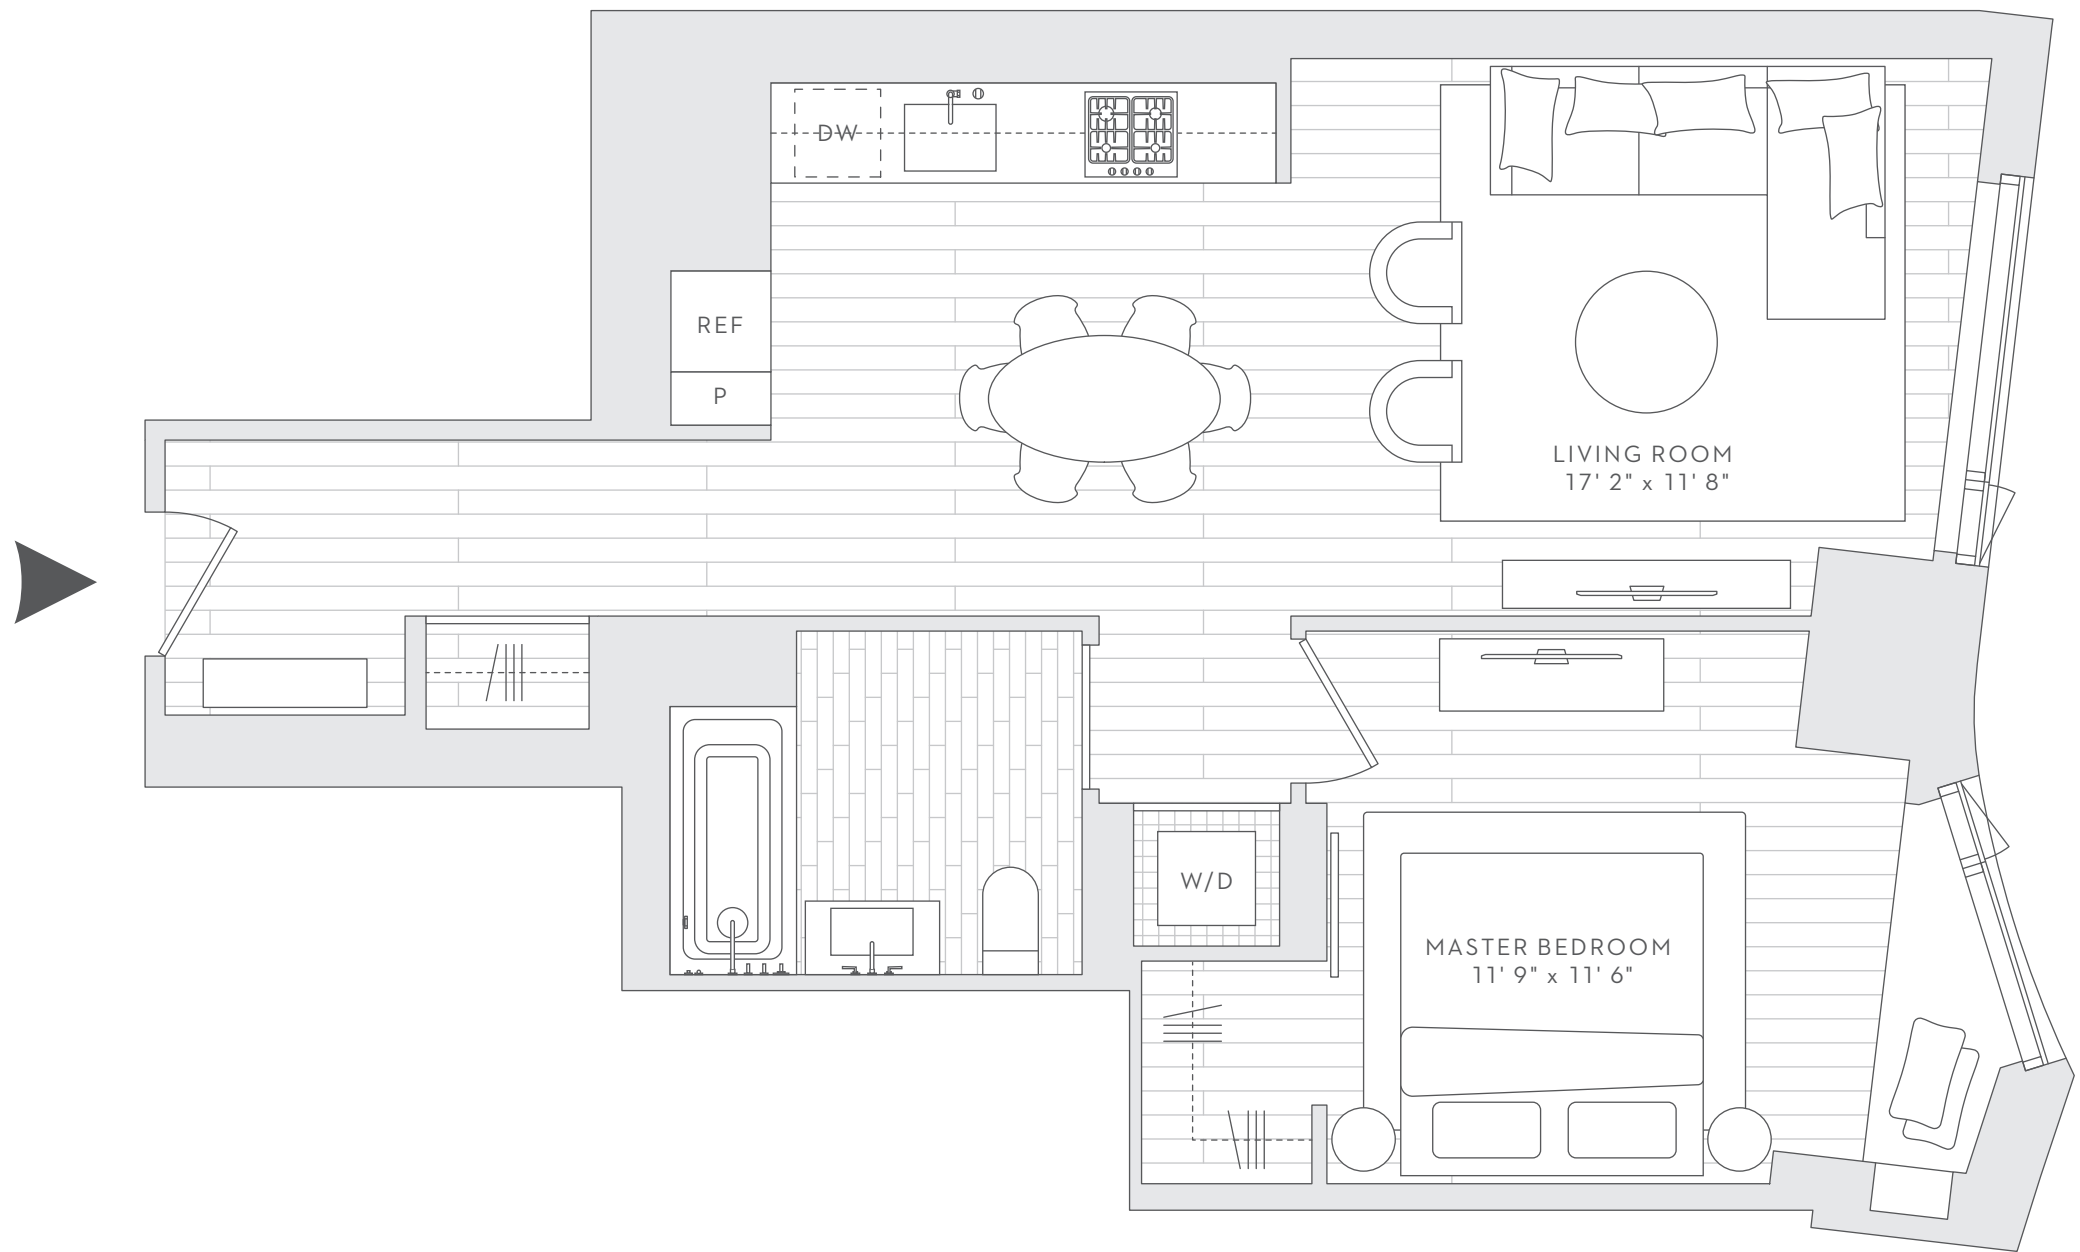 DW
REF
P
LIVING ROOM
17' 2" x 11' 8"
W/D
MASTER BEDROOM
11' 9" x 11' 6"